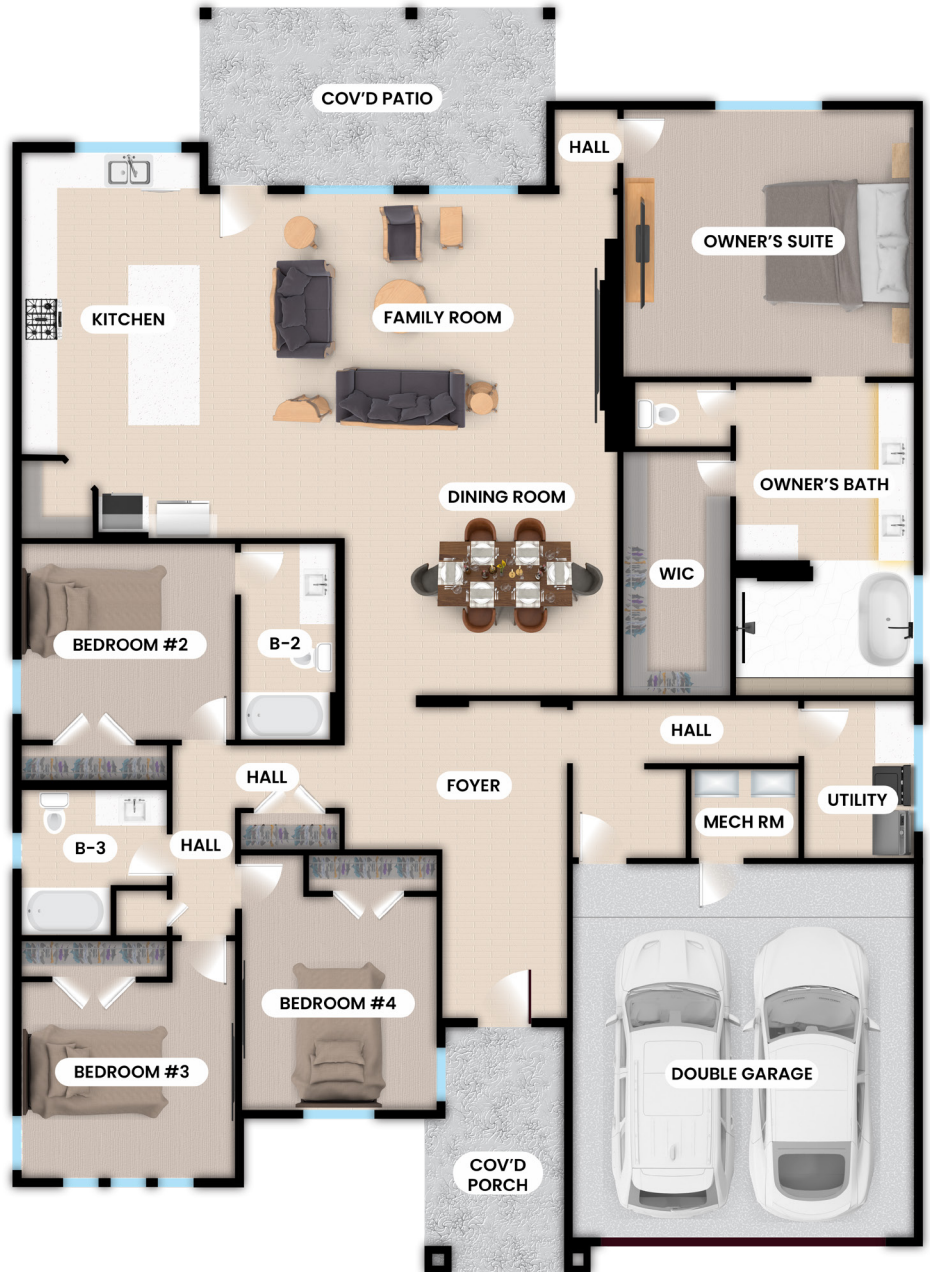 COV'D PATIO
HALL
OWNER'S SUITE
KITCHEN
FAMILY ROOM
DINING ROOM
OWNER'S BATH
WIC
BEDROOM #2
B-2
HALL
HALL
FOYER
UTILITY
MECH RM
B-3
HALL
BEDROOM #4
BEDROOM #3
DOUBLE GARAGE
COV'D
PORCH